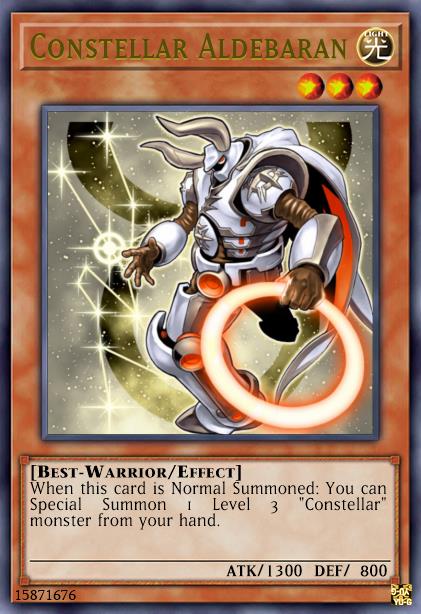 CONSTELLAR ALDEBARAN
LIGHT
光
[BEST-WARRIOR/EFFECT]
When this card is Normal Summoned: You can
Special Summon 1 Level 3 "Constellar"
monster from your hand.
ATK/1300 DEF/ 800
15871676